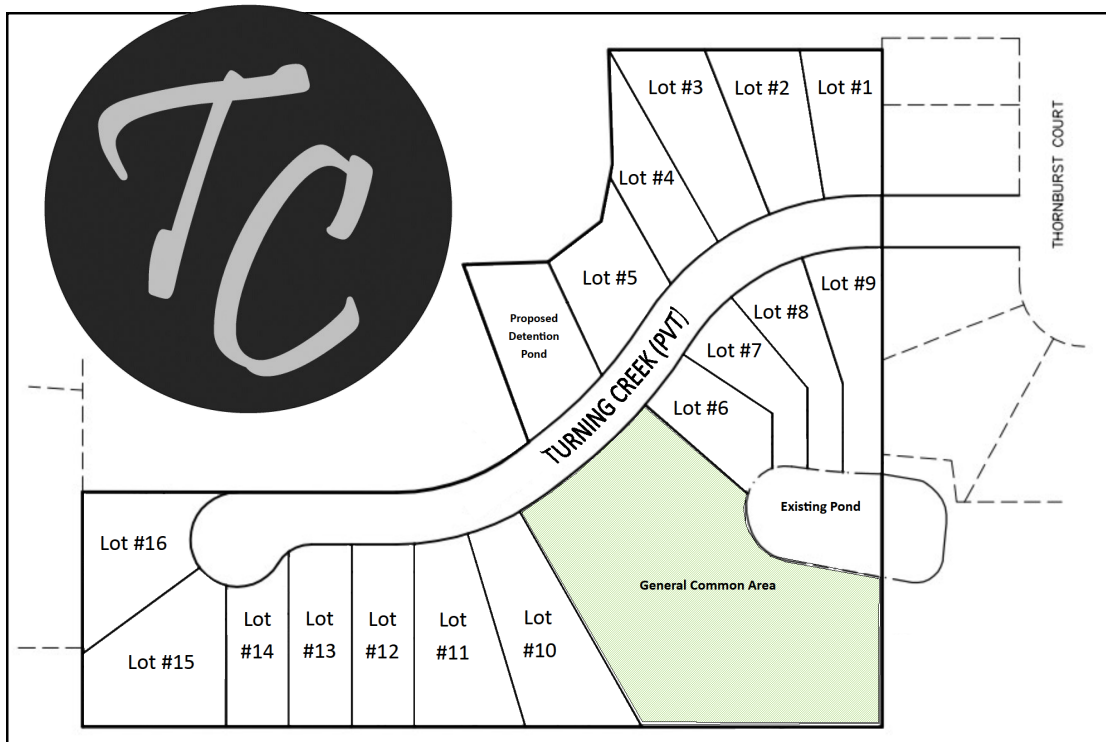 TC
Lot #3
Lot #2
Lot #1
THORNBURST COURT
Lot #4
Lot #5
Lot #9
Lot #8
Proposed
Detention
Pond
Lot #7
TURNING CREEK (PVT)
Lot #6
Existing Pond
Lot #16
General Common Area
Lot
#14
Lot
#13
Lot
#12
Lot
#11
Lot
#10
Lot #15